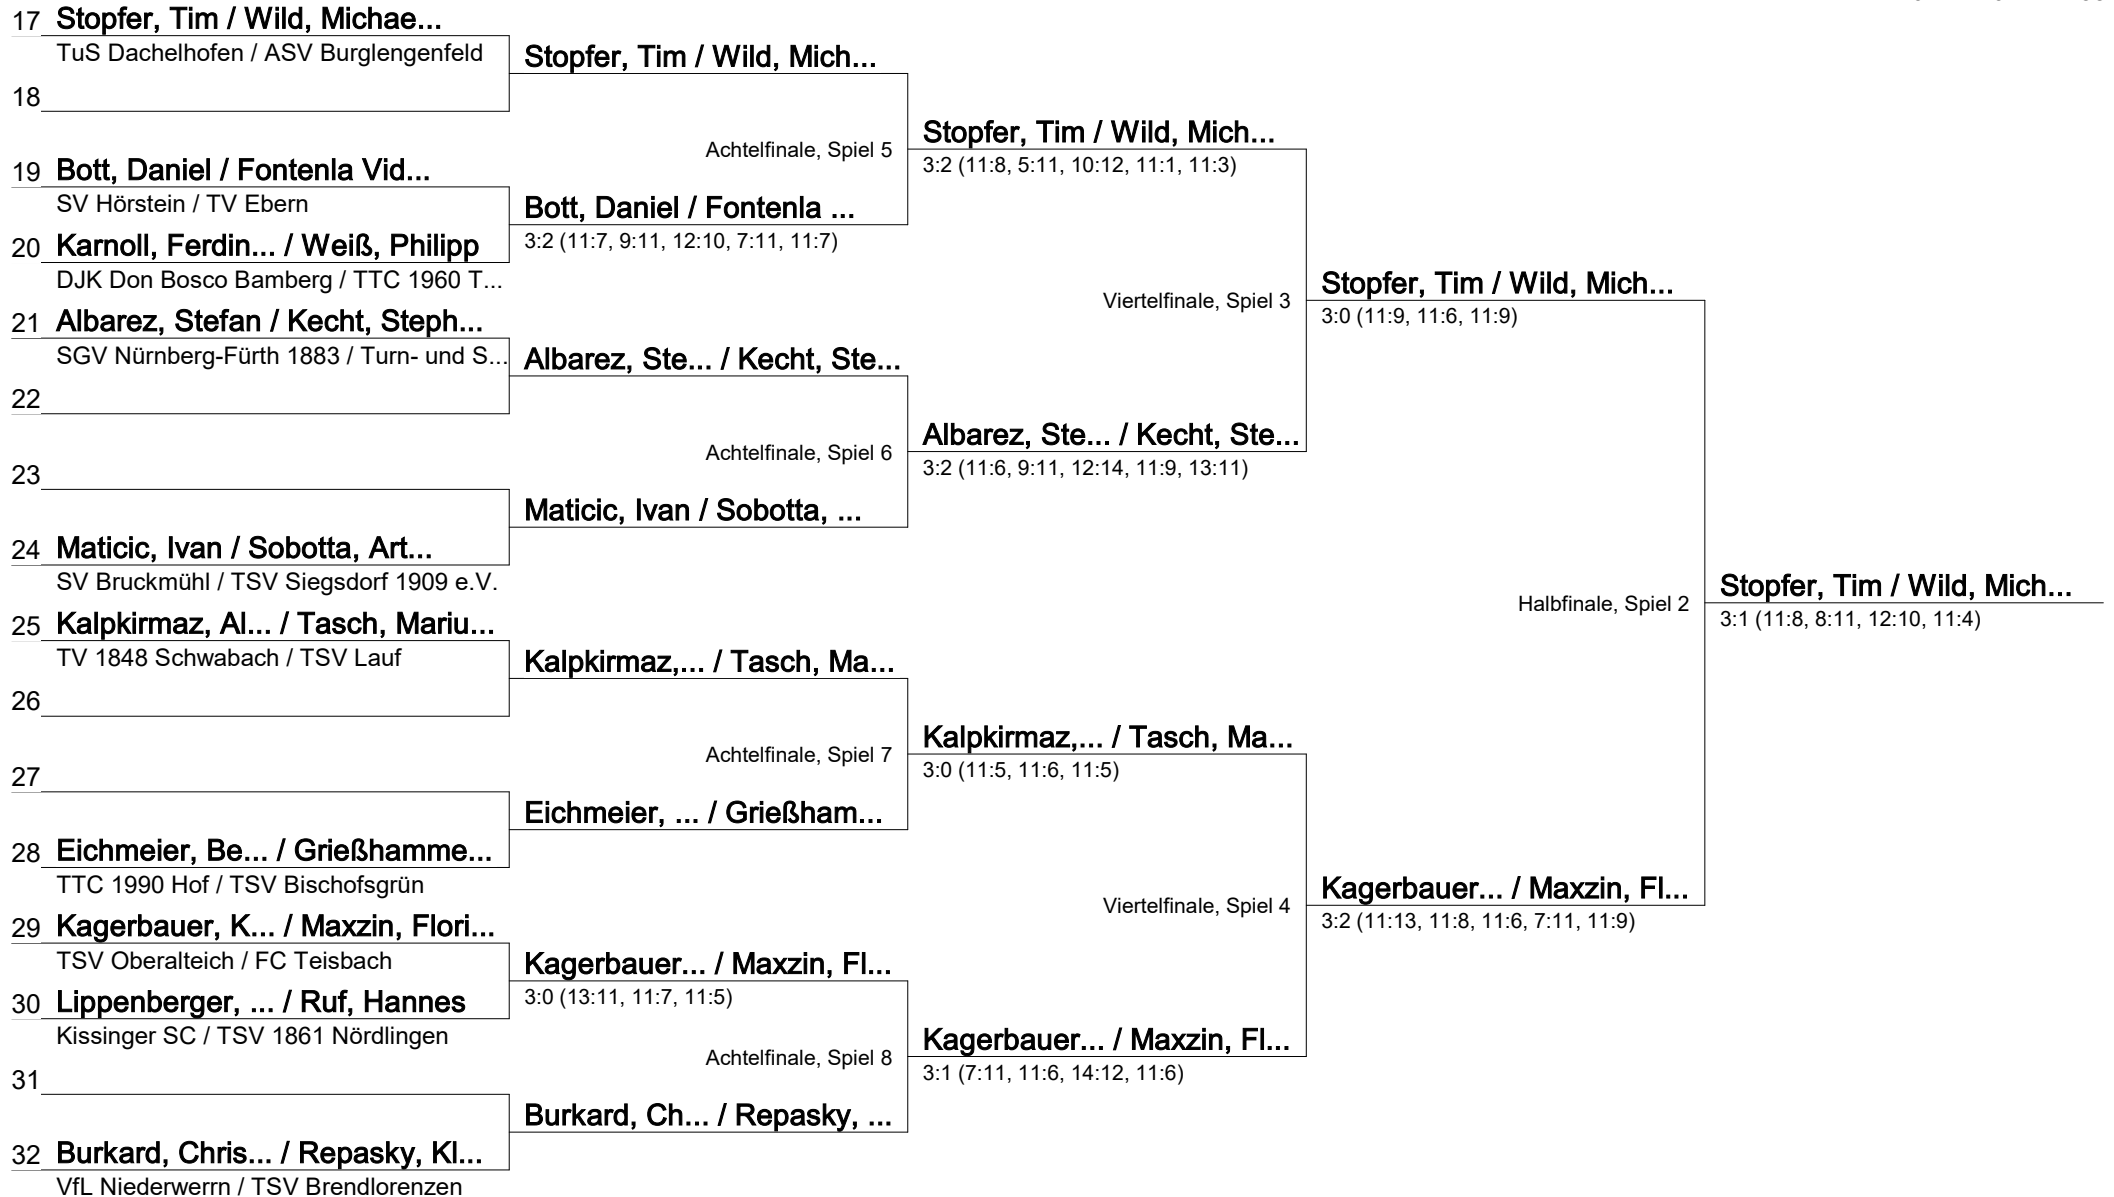 17 Stopfer, Tim / Wild, Michae...
TuS Dachelhofen / ASV Burglengenfeld
18
19 Bott, Daniel / Fontenla Vid...
SV Hörstein / TV Ebern
20 Karnoll, Ferdin... / Weiß, Philipp
DJK Don Bosco Bamberg / TTC 1960 T...
21 Albarez, Stefan / Kecht, Steph...
SGV Nürnberg-Fürth 1883 / Turn- und S...
22
23
24 Maticic, Ivan / Sobotta, Art...
SV Bruckmühl / TSV Siegsdorf 1909 e.V.
25 Kalpkirmaz, Al... / Tasch, Mariu...
TV 1848 Schwabach / TSV Lauf
26
27
28 Eichmeier, Be... / Grießhamme...
TTC 1990 Hof / TSV Bischofsgrün
29 Kagerbauer, K... / Maxzin, Flori...
TSV Oberalteich / FC Teisbach
30 Lippenberger, ... / Ruf, Hannes
Kissinger SC / TSV 1861 Nördlingen
31
32 Burkard, Chris... / Repasky, Kl...
VfL Niederwerrn / TSV Brendlorenzen
Stopfer, Tim / Wild, Mich...
Achtelfinale, Spiel 5
Bott, Daniel / Fontenla ...
3:2 (11:7, 9:11, 12:10, 7:11, 11:7)
Albarez, Ste... / Kecht, Ste...
Achtelfinale, Spiel 6
Maticic, Ivan / Sobotta, ...
Kalpkirmaz,... / Tasch, Ma...
Achtelfinale, Spiel 7
Eichmeier, ... / Grießham...
Kagerbauer... / Maxzin, Fl...
3:0 (13:11, 11:7, 11:5)
Achtelfinale, Spiel 8
Burkard, Ch... / Repasky, ...
Stopfer, Tim / Wild, Mich...
3:2 (11:8, 5:11, 10:12, 11:1, 11:3)
Viertelfinale, Spiel 3
Albarez, Ste... / Kecht, Ste...
3:2 (11:6, 9:11, 12:14, 11:9, 13:11)
Kalpkirmaz,... / Tasch, Ma...
3:0 (11:5, 11:6, 11:5)
Viertelfinale, Spiel 4
Kagerbauer... / Maxzin, Fl...
3:1 (7:11, 11:6, 14:12, 11:6)
Stopfer, Tim / Wild, Mich...
3:0 (11:9, 11:6, 11:9)
Halbfinale, Spiel 2
Kagerbauer... / Maxzin, Fl...
3:2 (11:13, 11:8, 11:6, 7:11, 11:9)
Stopfer, Tim / Wild, Mich...
3:1 (11:8, 8:11, 12:10, 11:4)